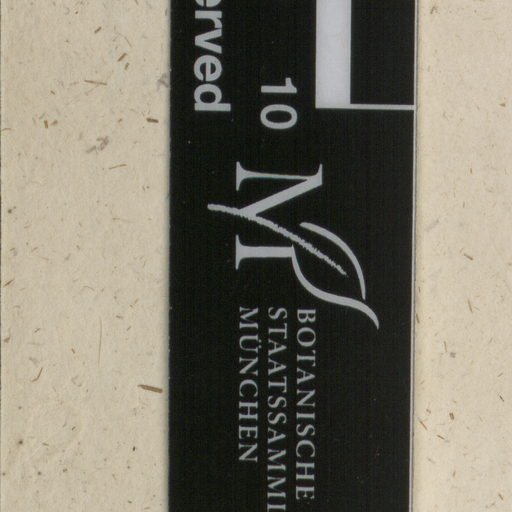 erved
10
BOTANISCHE
STAATSSAMML
MÜNCHEN